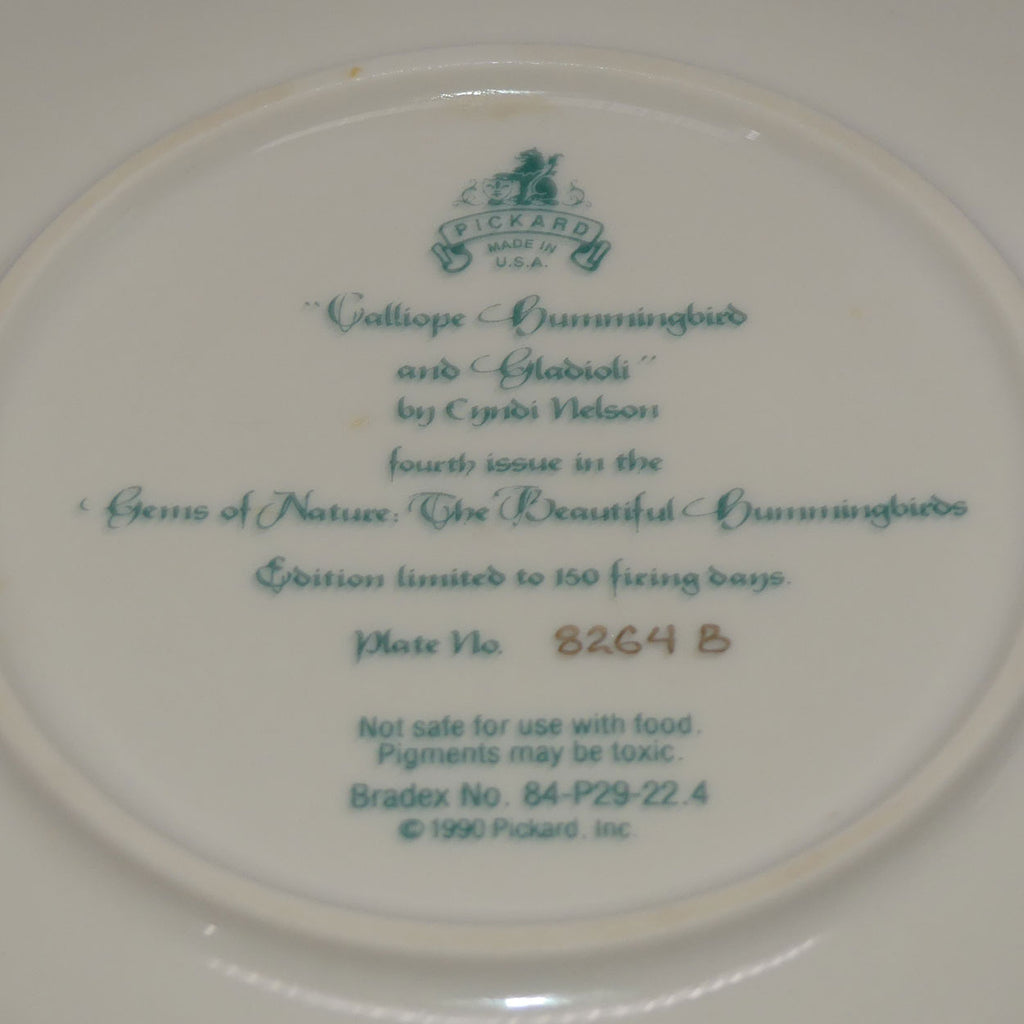 PICKARD
MADE IN
U.S.A.
"Calliope Hummingbird
and Gladioli"
by Cyndi Nelson
fourth issue in the
Gems of Nature: The Beautiful Hummingbirds
Edition limited to 150 firing days.
Plate No. 8264 B
Not safe for use with food.
Pigments may be toxic.
Bradex No. 84-P29-22.4
© 1990 Pickard, Inc.